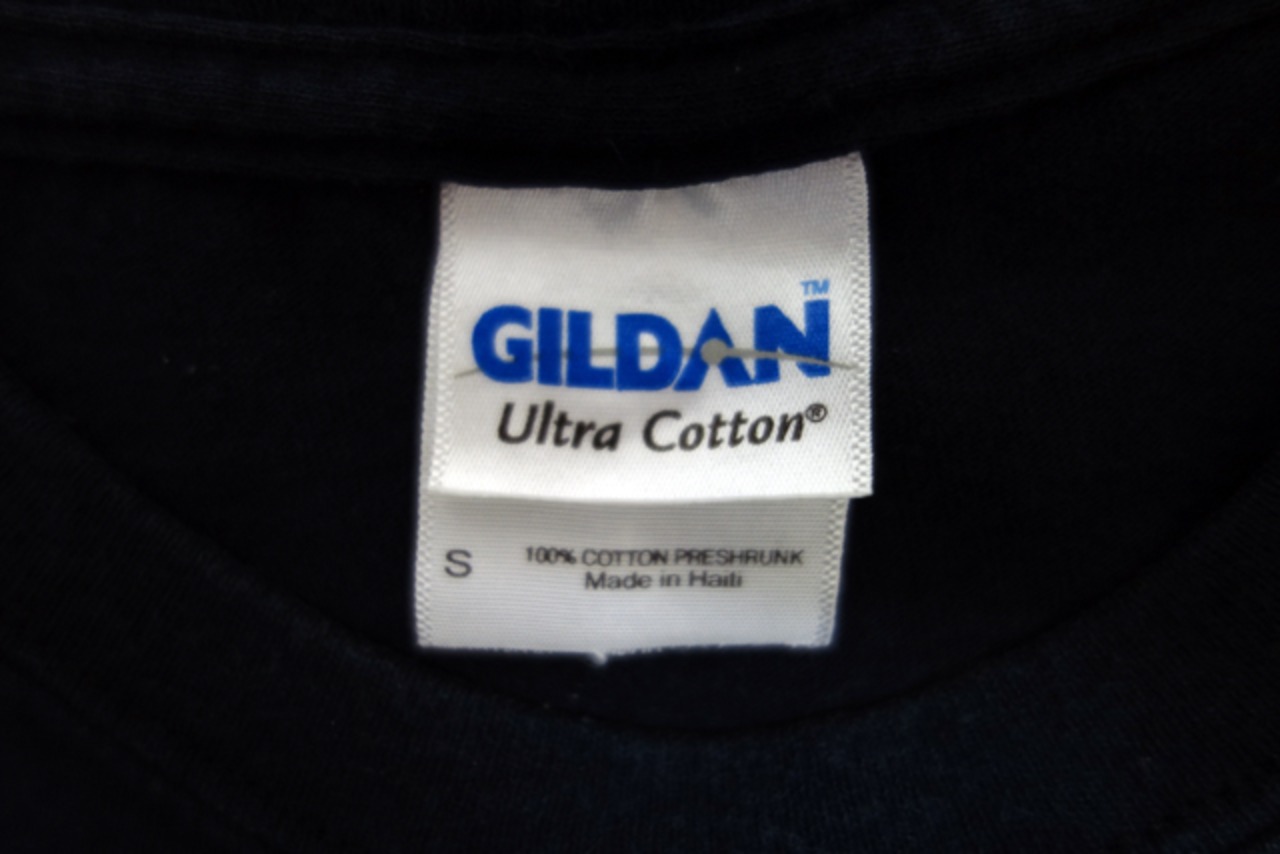 GILDAN™
Ultra Cotton®
S
100% COTTON PRESHRUNK
Made in Haiti